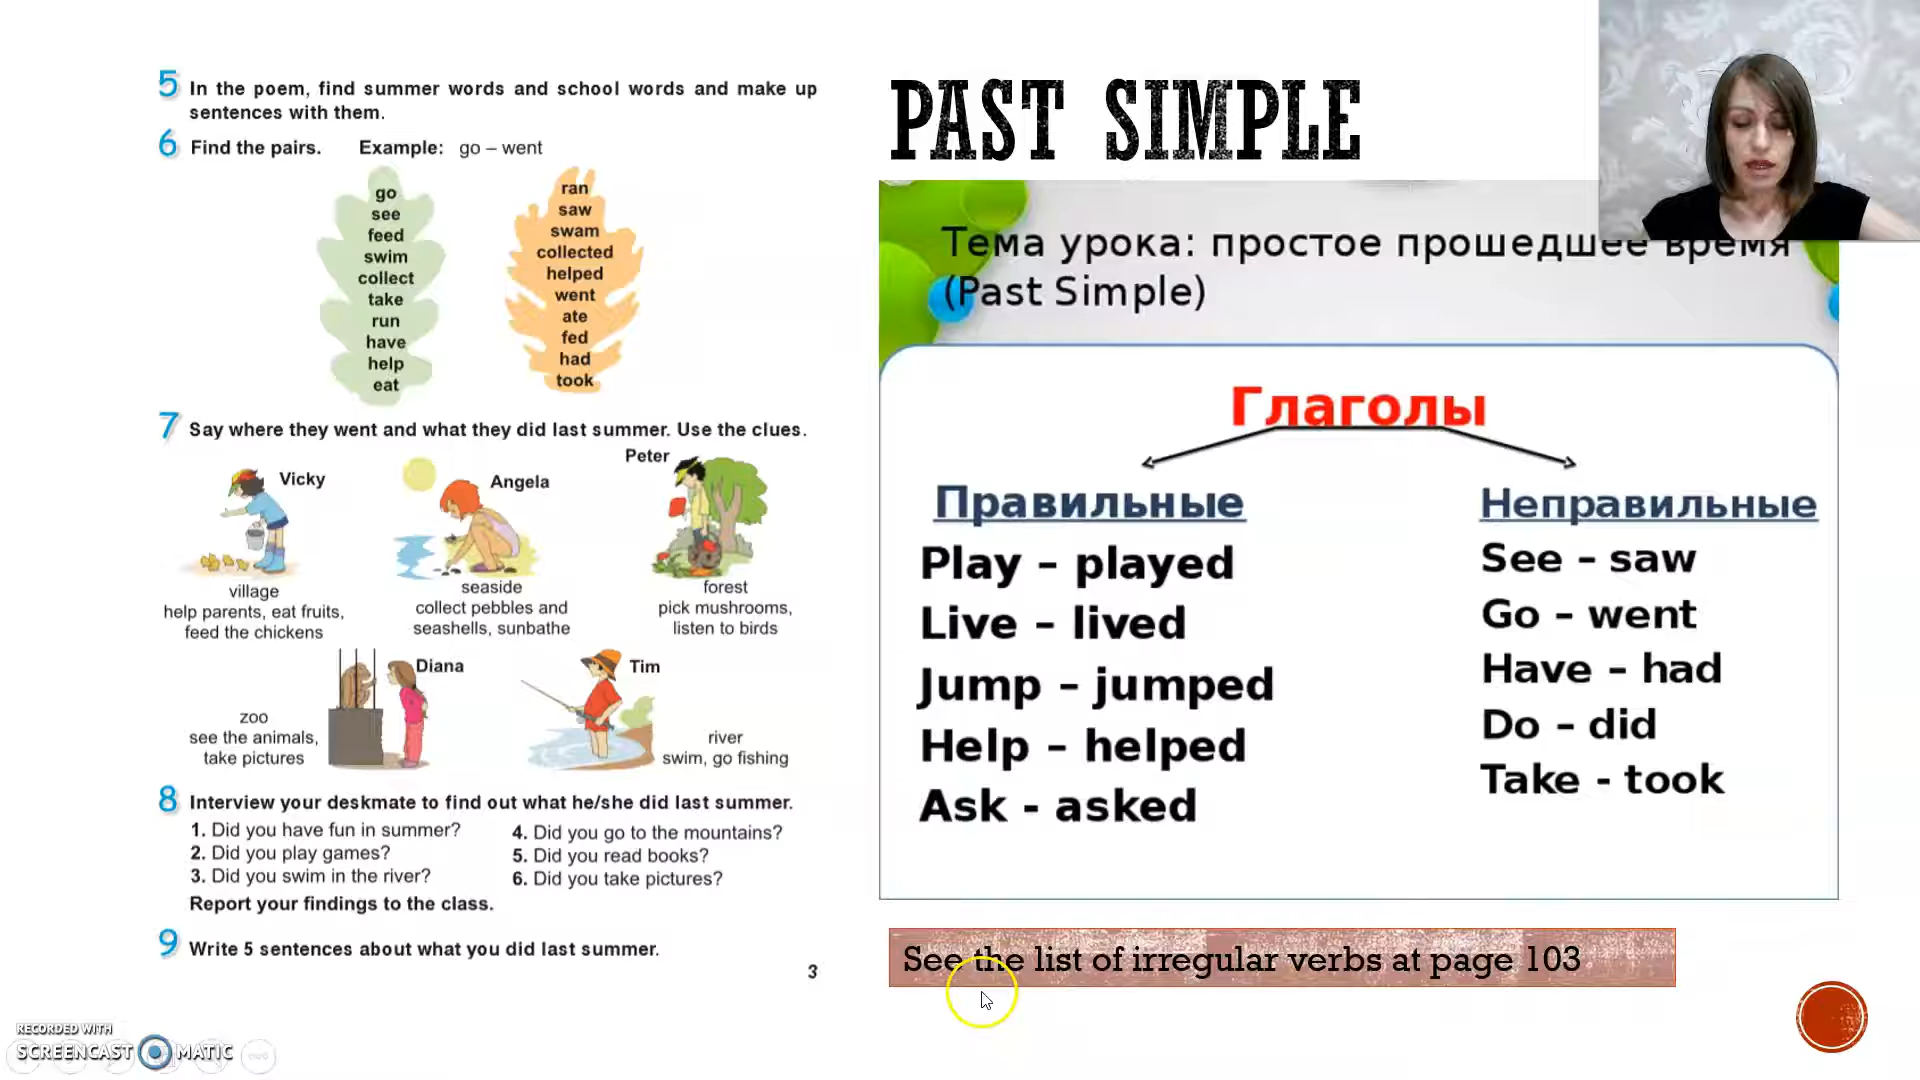 5 In the poem, find summer words and school words and make up
sentences with them.
6 Find the pairs. Example: go – went
go
see
feed
swim
collect
take
run
have
help
eat
ran
saw
swam
collected
helped
went
ate
fed
had
took
7 Say where they went and what they did last summer. Use the clues.
Vicky
village
help parents, eat fruits,
feed the chickens
Angela
seaside
collect pebbles and
seashells, sunbathe
Peter
forest
pick mushrooms,
listen to birds
Diana
zoo
see the animals,
take pictures
Tim
river
swim, go fishing
8 Interview your deskmate to find out what he/she did last summer.
1. Did you have fun in summer?
2. Did you play games?
3. Did you swim in the river?
4. Did you go to the mountains?
5. Did you read books?
6. Did you take pictures?
Report your findings to the class.
9 Write 5 sentences about what you did last summer.
3
PAST SIMPLE
Тема урока: простое прошедшее время
(Past Simple)
Глаголы
Правильные
Play – played
Live – lived
Jump – jumped
Help – helped
Ask - asked
Неправильные
See – saw
Go – went
Have – had
Do – did
Take - took
See the list of irregular verbs at page 103
RECORDED WITH
SCREENCAST MATIC